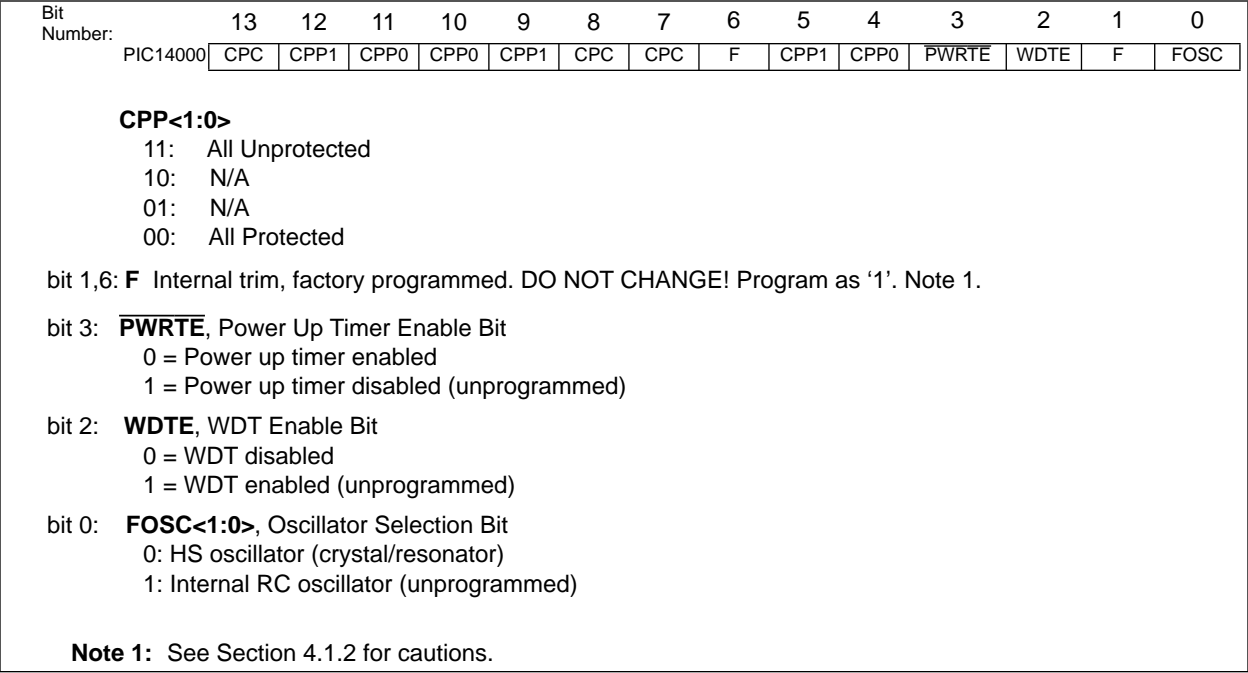 Bit
Number:
13 12 11 10 9 8 7 6 5 4 3 2 1 0
PIC14000 CPC CPP1 CPP0 CPP0 CPP1 CPC CPC F CPP1 CPP0 PWRTE WDTE F FOSC
CPP<1:0>
11: All Unprotected
10: N/A
01: N/A
00: All Protected
bit 1,6: F Internal trim, factory programmed. DO NOT CHANGE! Program as ‘1’. Note 1.
bit 3: PWRTE, Power Up Timer Enable Bit
0 = Power up timer enabled
1 = Power up timer disabled (unprogrammed)
bit 2: WDTE, WDT Enable Bit
0 = WDT disabled
1 = WDT enabled (unprogrammed)
bit 0: FOSC<1:0>, Oscillator Selection Bit
0: HS oscillator (crystal/resonator)
1: Internal RC oscillator (unprogrammed)
Note 1: See Section 4.1.2 for cautions.